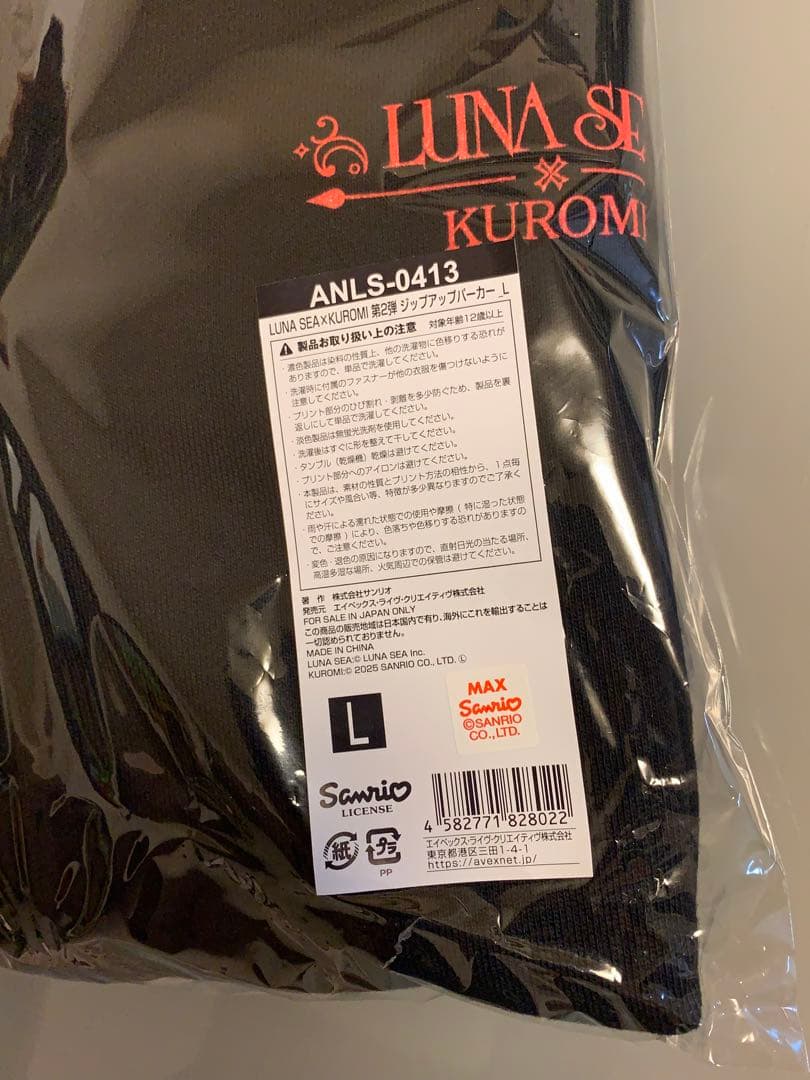 LUNA SE
KUROMI
ANLS-0413
LUNA SEA×KUROMI 第2弾 ジップアップパーカー_L
製品お取り扱い上の注意 対象年齢12歳以上
・濃色製品は染料の性質上、他の洗濯物に色移りする恐れが
ありますので、単品で洗濯してください。
・洗濯時に付属のファスナーが他の衣服を傷つけないように
注意してください。
・プリント部分のひび割れ・剥離を多少防ぐため、製品を裏
返しにして単品で洗濯してください。
・淡色製品は無蛍光洗剤を使用してください。
・洗濯後はすぐに形を整えて干してください。
・タンブル（乾燥機）乾燥は避けてください。
・プリント部分へのアイロンは避けてください。
・本製品は、素材の性質とプリント方法の相性から、1点毎
にサイズや風合い等、特徴が多少異なりますのでご了承く
ださい。
・雨や汗による濡れた状態での使用や摩擦（特に湿った状態
での摩擦）により、色落ちや色移りする恐れがありますの
で、ご注意ください。
・変色・退色の原因になりますので、直射日光の当たる場所、
高温多湿な場所、火気周辺での保管は避けてください。
著 作 株式会社サンリオ
発売元 エイベックス・ライヴ・クリエイティヴ株式会社
FOR SALE IN JAPAN ONLY
この商品の販売地域は日本国内で有り、海外にこれを輸出することは
一切認められておりません。
MADE IN CHINA
LUNA SEA:© LUNA SEA Inc.
KUROMI:© 2025 SANRIO CO., LTD. Ⓛ
L
MAX
Sanrio
©SANRIO
CO.,LTD.
Sanrio
LICENSE
紙
プラ
PP
4 582771 828022
エイベックス・ライヴ・クリエイティヴ株式会社
東京都港区三田1-4-1
https://avexnet.jp/